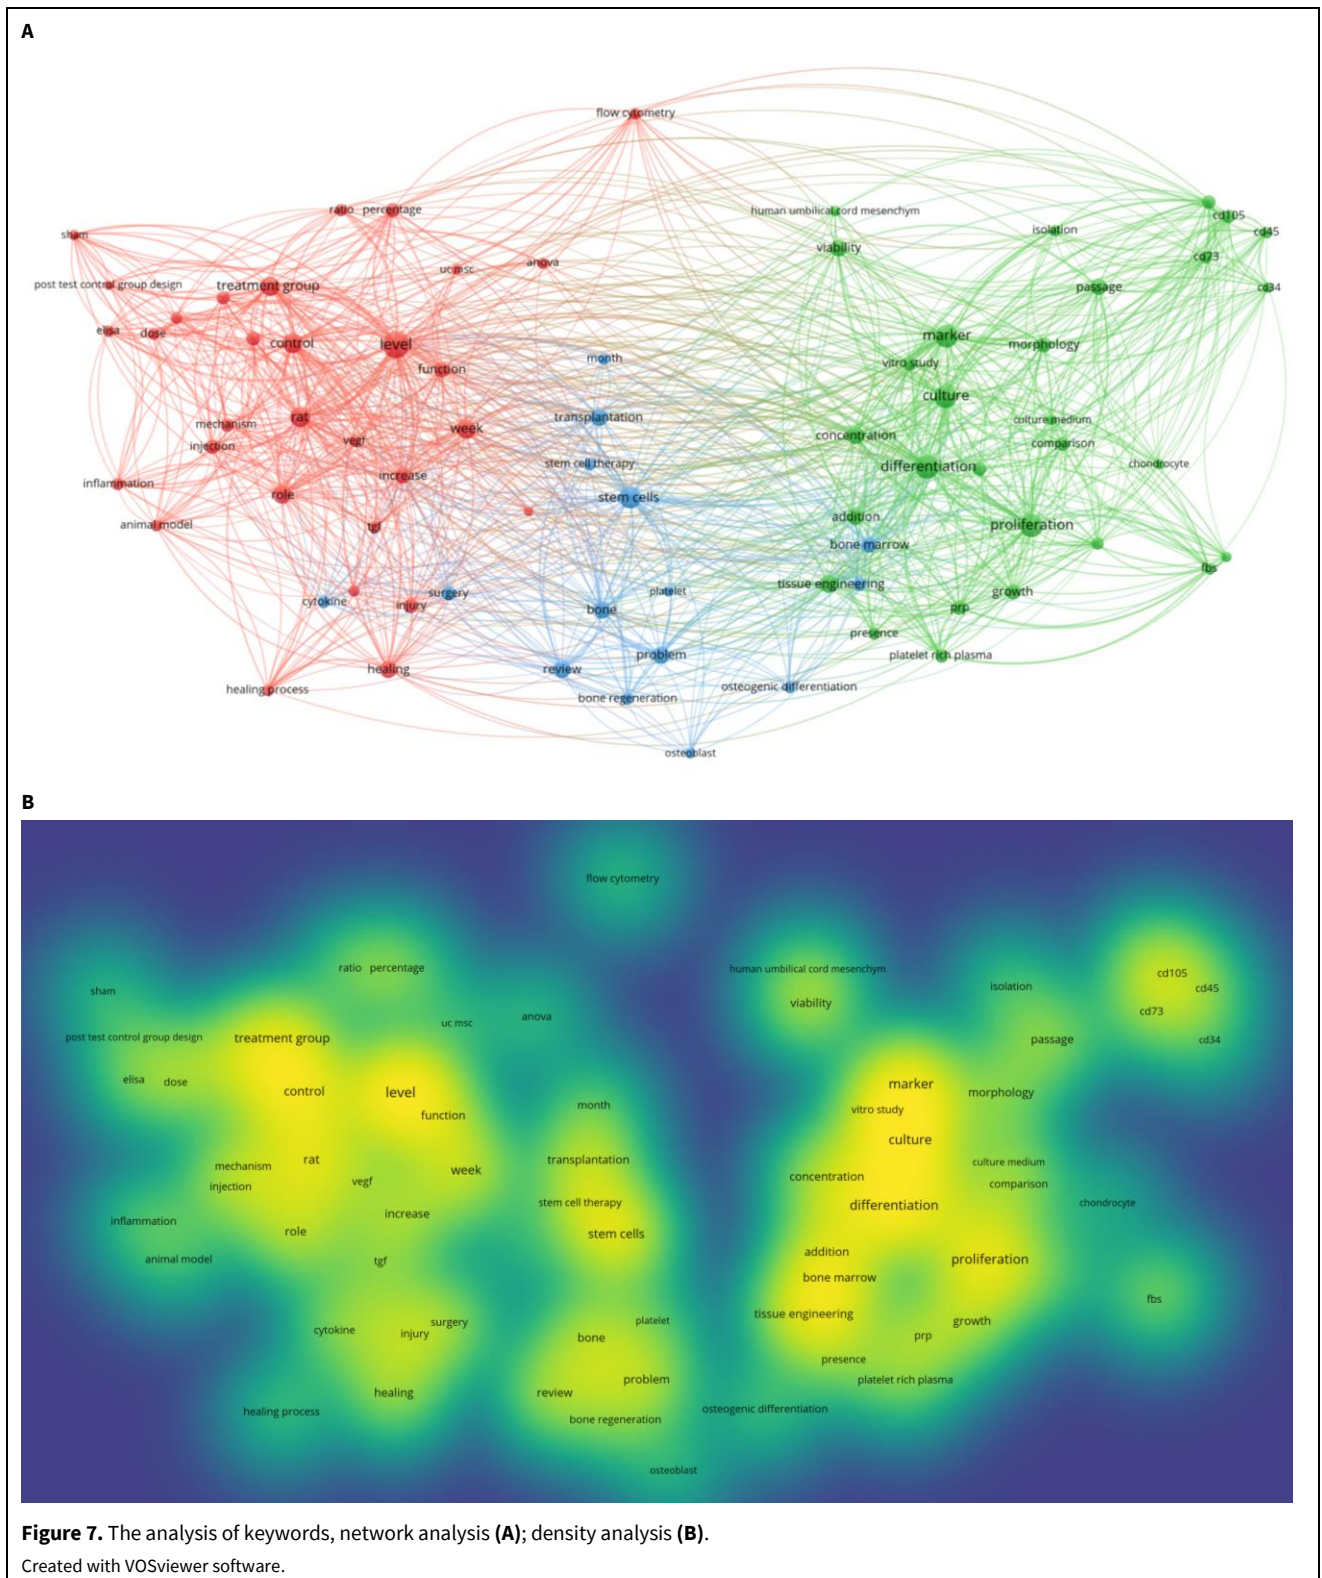 A
flow cytometry
ratio percentage
human umbilical cord mesenchym
cd105
sham
isolation
cd45
viability
cd73
uc msc
anova
post test control group design
treatment group
passage
cd34
elisa
dose
control
level
marker
morphology
month
function
vitro study
culture
rat
transplantation
mechanism
week
culture medium
vegf
concentration
injection
comparison
stem cell therapy
differentiation
chondrocyte
increase
inflammation
role
stem cells
animal model
tgf
addition
proliferation
bone marrow
fbs
tissue engineering
surgery
platelet
growth
cytokine
injury
bone
prp
presence
problem
platelet rich plasma
healing
review
healing process
bone regeneration
osteogenic differentiation
osteoblast
B
flow cytometry
ratio percentage
human umbilical cord mesenchym
cd105
isolation
cd45
sham
viability
cd73
anova
uc msc
post test control group design
treatment group
passage
cd34
elisa
dose
control
level
marker
morphology
month
function
vitro study
culture
rat
transplantation
mechanism
week
culture medium
injection
vegf
concentration
comparison
stem cell therapy
differentiation
chondrocyte
increase
inflammation
role
stem cells
animal model
tgf
addition
proliferation
bone marrow
fbs
tissue engineering
cytokine
injury
surgery
platelet
growth
bone
prp
presence
problem
platelet rich plasma
healing
review
healing process
bone regeneration
osteogenic differentiation
osteoblast
Figure 7. The analysis of keywords, network analysis (A); density analysis (B).
Created with VOSviewer software.